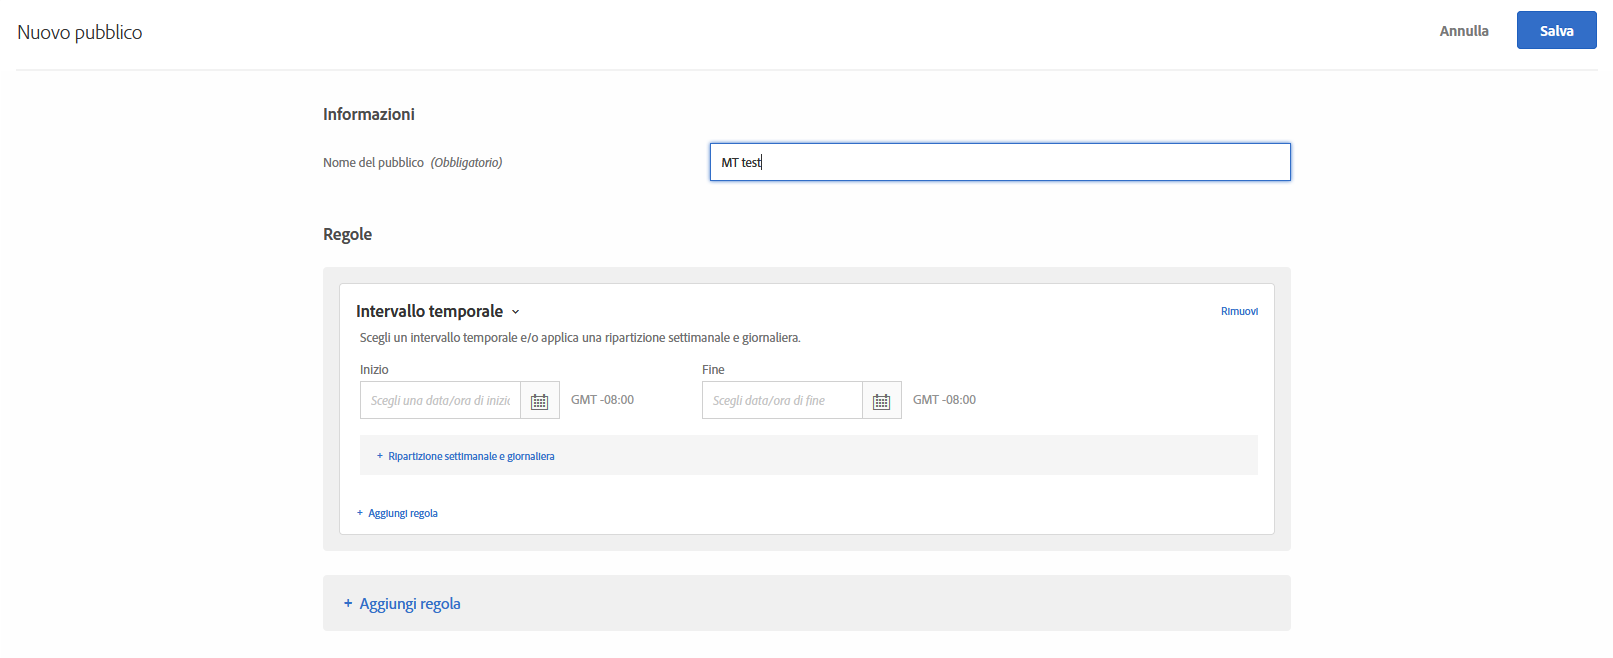 Nuovo pubblico
Annulla
Salva
Informazioni
Nome del pubblico (Obbligatorio)
MT test
Regole
Intervallo temporale
Rimuovi
Scegli un intervallo temporale e/o applica una ripartizione settimanale e giornaliera.
Inizio
Fine
Scegli una data/ora di inizio
GMT -08:00
Scegli data/ora di fine
GMT -08:00
+ Ripartizione settimanale e giornaliera
+ Aggiungi regola
+ Aggiungi regola